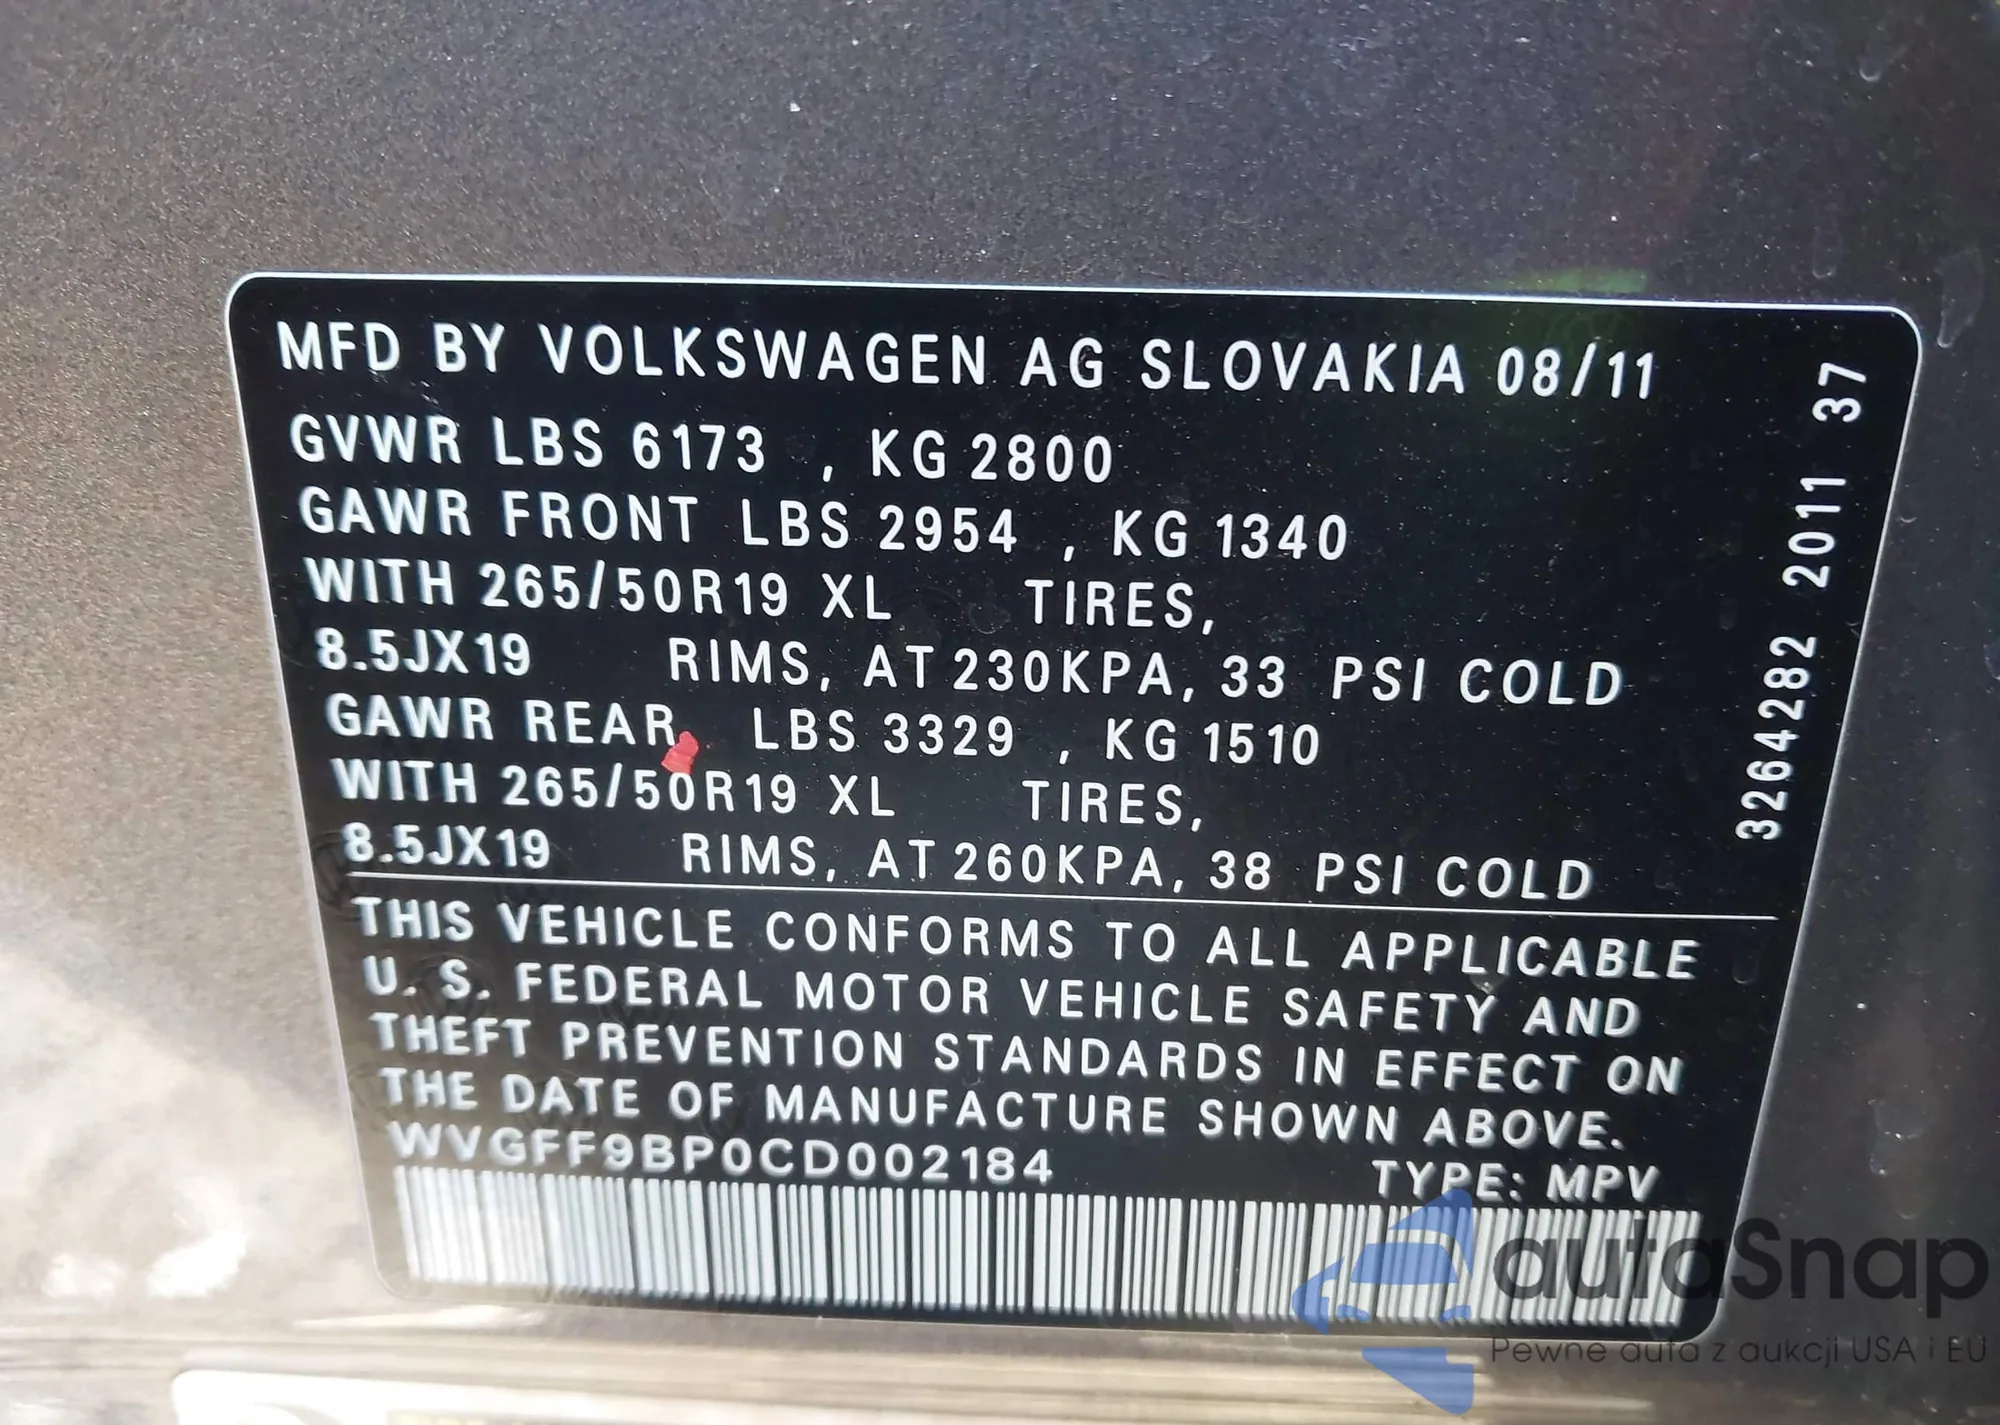 MFD BY VOLKSWAGEN AG SLOVAKIA 08/11
GVWR LBS 6173 , KG 2800
GAWR FRONT LBS 2954 , KG 1340
WITH 265/50R19 XL TIRES,
8.5JX19 RIMS, AT 230KPA, 33 PSI COLD
GAWR REAR, LBS 3329 , KG 1510
WITH 265/50R19 XL TIRES,
8.5JX19 RIMS, AT 260KPA, 38 PSI COLD
3264282 2011 37
THIS VEHICLE CONFORMS TO ALL APPLICABLE
U. S. FEDERAL MOTOR VEHICLE SAFETY AND
THEFT PREVENTION STANDARDS IN EFFECT ON
THE DATE OF MANUFACTURE SHOWN ABOVE.
WVGFF9BP0CD002184 TYPE: MPV
autaSnap
Pewne auta z aukcji USA i EU